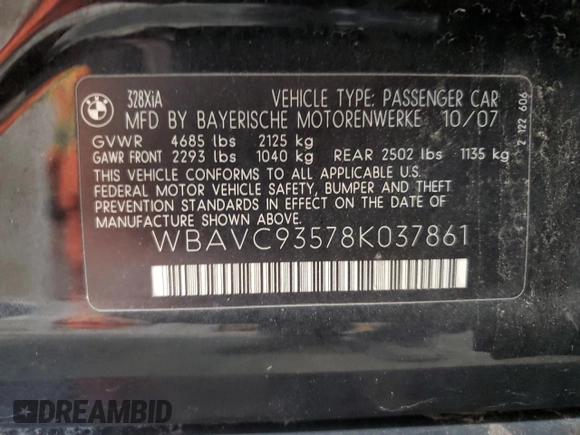 BMW
328XiA VEHICLE TYPE: PASSENGER CAR
MFD BY BAYERISCHE MOTORENWERKE 10/07
GVWR 4685 lbs 2125 kg
GAWR FRONT 2293 lbs 1040 kg REAR 2502 lbs 1135 kg
THIS VEHICLE CONFORMS TO ALL APPLICABLE U.S.
FEDERAL MOTOR VEHICLE SAFETY, BUMPER AND THEFT
PREVENTION STANDARDS IN EFFECT ON THE DATE OF
MANUFACTURE SHOWN ABOVE.
WBAVC93578K037861
2 122 606
DREAMBID